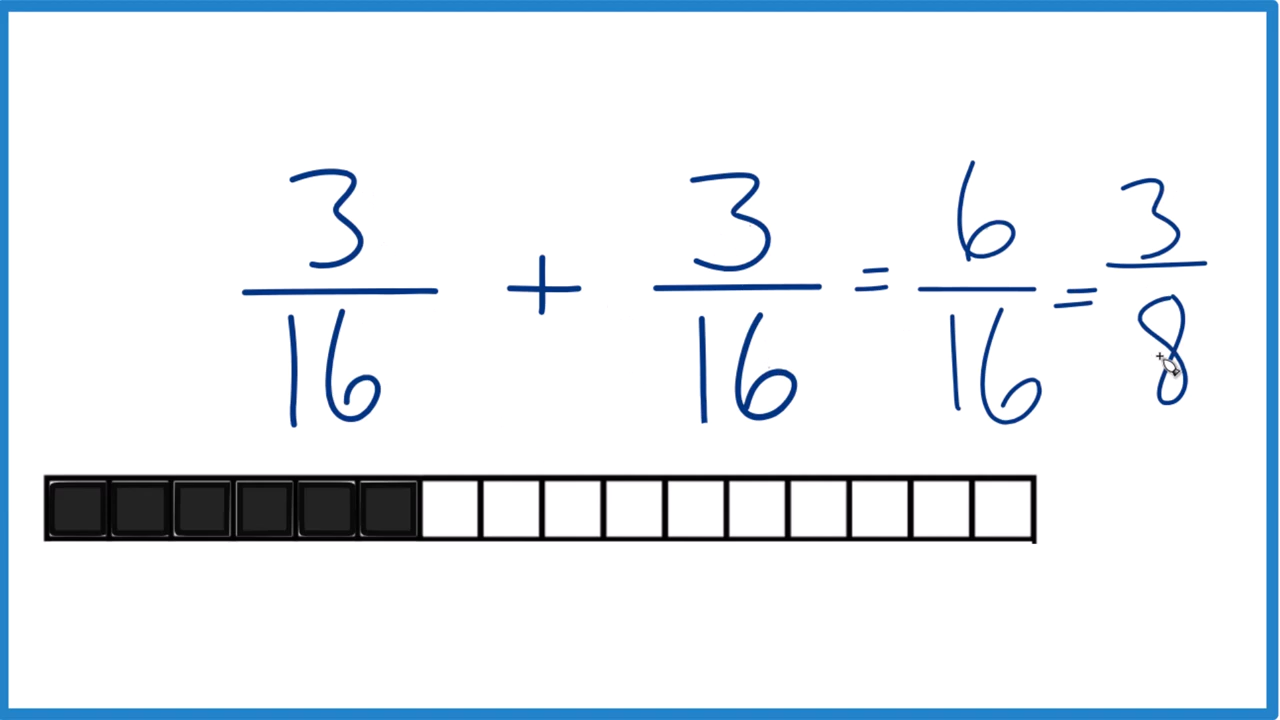 3/16 + 3/16 = 6/16 = 3/8